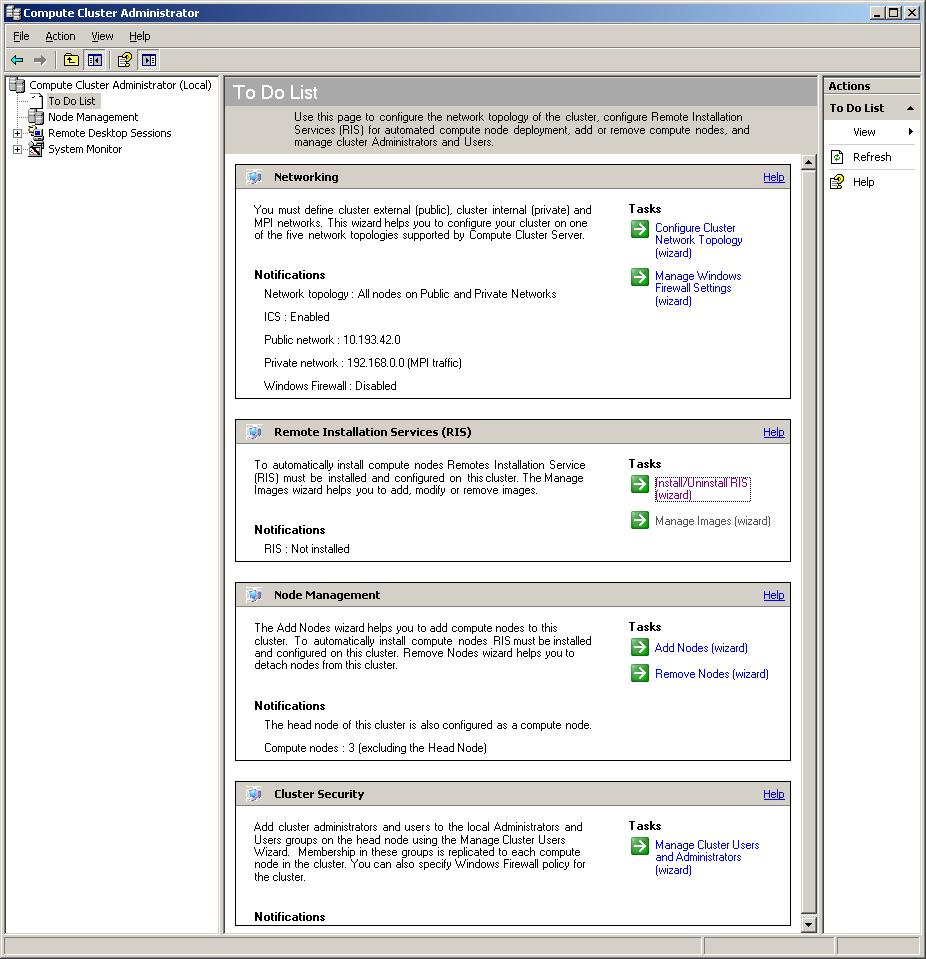 Compute Cluster Administrator
File Action View Help
Compute Cluster Administrator (Local)
To Do List
Node Management
Remote Desktop Sessions
System Monitor
To Do List
Use this page to configure the network topology of the cluster, configure Remote Installation
Services (RIS) for automated compute node deployment, add or remove compute nodes, and
manage cluster Administrators and Users.
Networking Help
You must define cluster external (public), cluster internal (private) and
MPI networks. This wizard helps you to configure your cluster on one
of the five network topologies supported by Compute Cluster Server.
Notifications
Network topology : All nodes on Public and Private Networks
ICS : Enabled
Public network : 10.193.42.0
Private network : 192.168.0.0 (MPI traffic)
Windows Firewall : Disabled
Tasks
Configure Cluster
Network Topology
(wizard)
Manage Windows
Firewall Settings
(wizard)
Remote Installation Services (RIS) Help
To automatically install compute nodes Remotes Installation Service
(RIS) must be installed and configured on this cluster. The Manage
Images wizard helps you to add, modify or remove images.
Notifications
RIS : Not installed
Tasks
Install/Uninstall RIS
(wizard)
Manage Images (wizard)
Node Management Help
The Add Nodes wizard helps you to add compute nodes to this
cluster. To automatically install compute nodes RIS must be installed
and configured on this cluster. Remove Nodes wizard helps you to
detach nodes from this cluster.
Notifications
The head node of this cluster is also configured as a compute node.
Compute nodes : 3 (excluding the Head Node)
Tasks
Add Nodes (wizard)
Remove Nodes (wizard)
Cluster Security Help
Add cluster administrators and users to the local Administrators and
Users groups on the head node using the Manage Cluster Users
Wizard. Membership in these groups is replicated to each compute
node in the cluster. You can also specify Windows Firewall policy for
the cluster.
Notifications
Tasks
Manage Cluster Users
and Administrators
(wizard)
Actions
To Do List
View
Refresh
Help